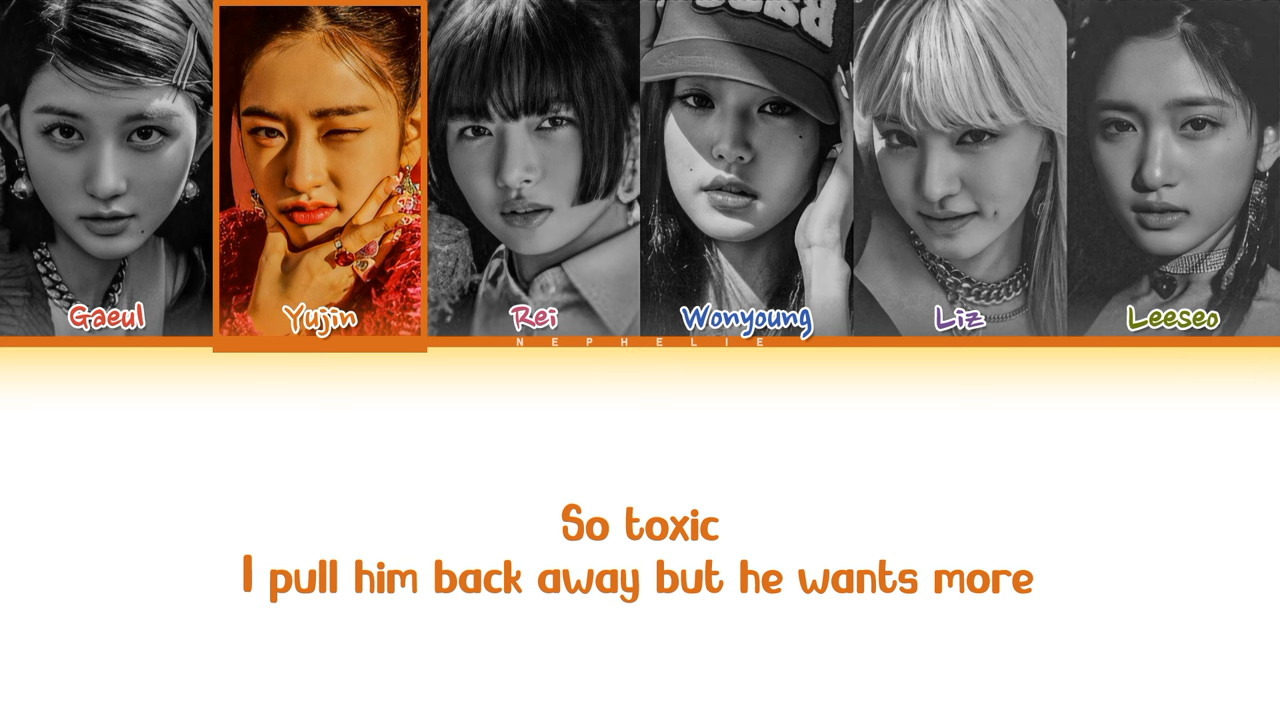 Gaeul Yujin Rei Wonyoung Liz Leeseo
NEPHELIE
So toxic
I pull him back away but he wants more